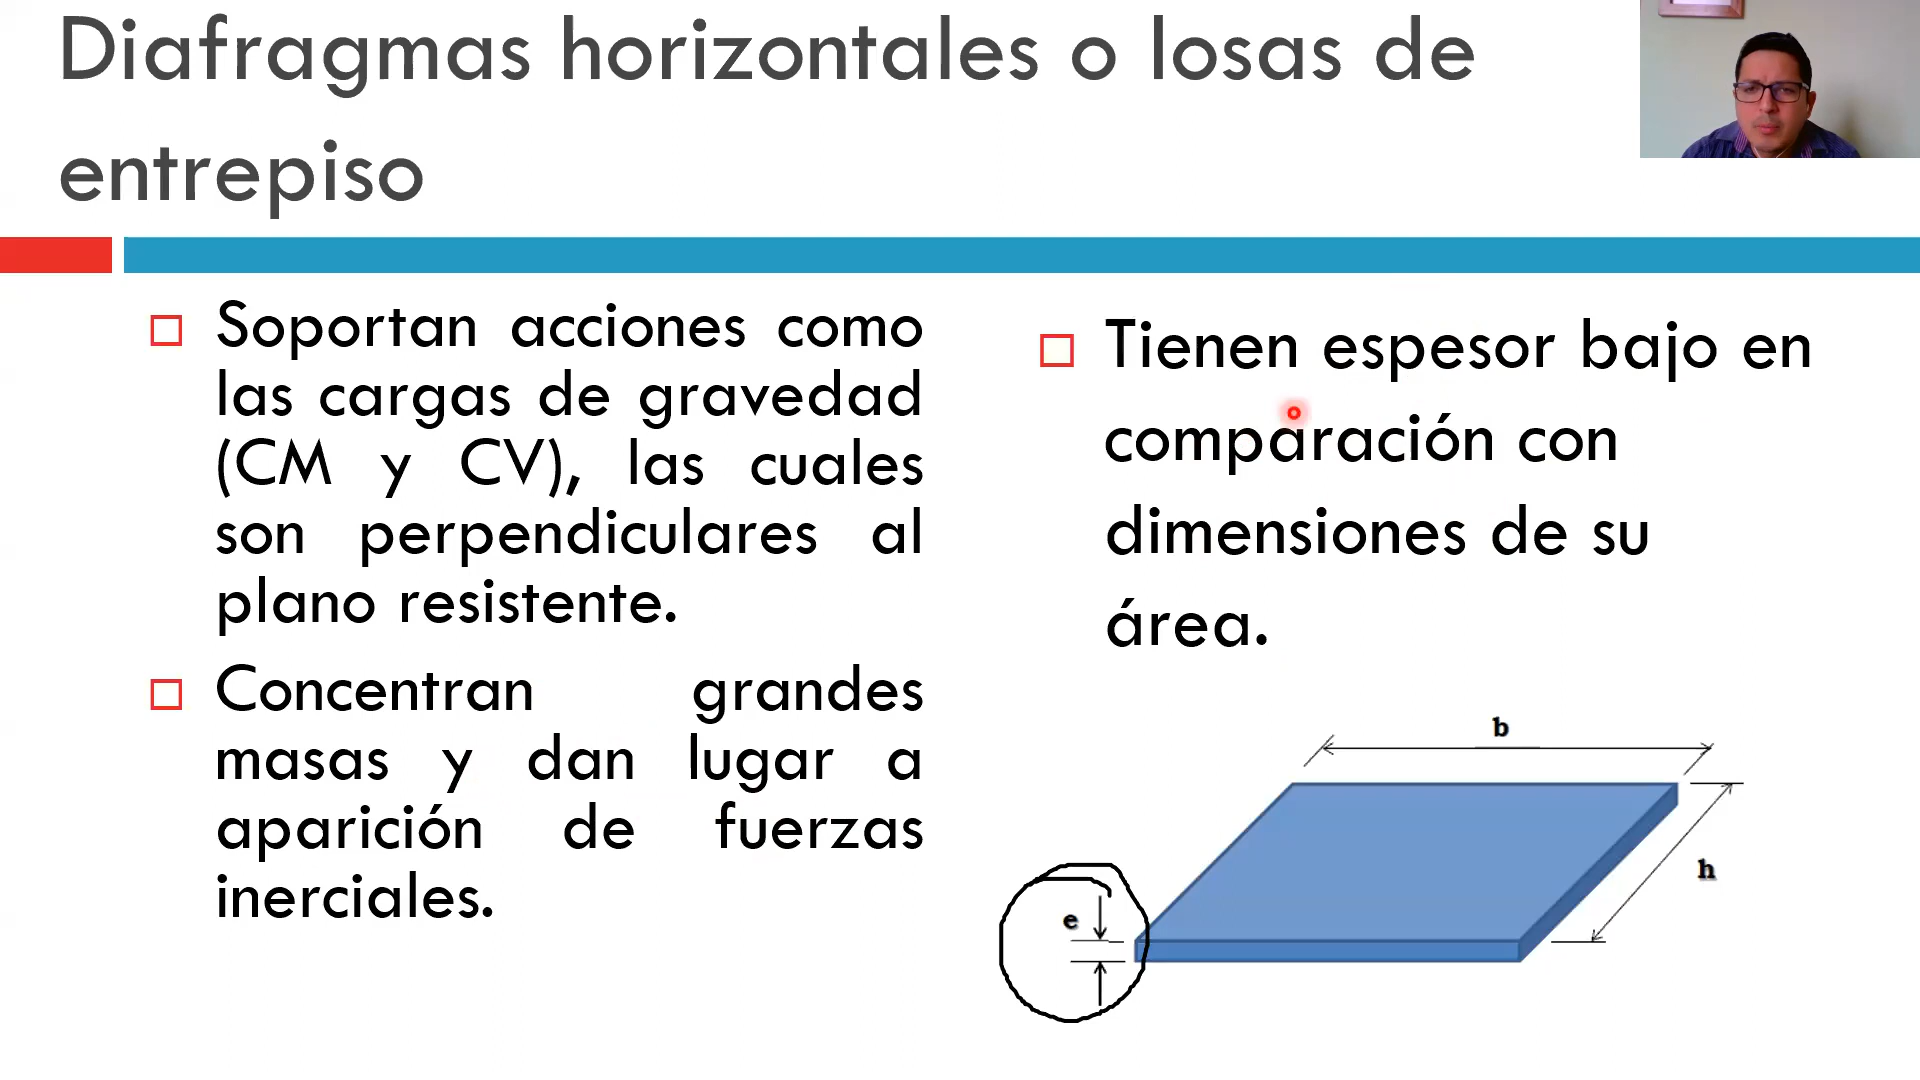 Diafragmas horizontales o losas de
entrepiso
Soportan acciones como
las cargas de gravedad
(CM y CV), las cuales
son perpendiculares al
plano resistente.
Concentran grandes
masas y dan lugar a
aparición de fuerzas
inerciales.
Tienen espesor bajo en
comparación con
dimensiones de su
área.
b
h
e